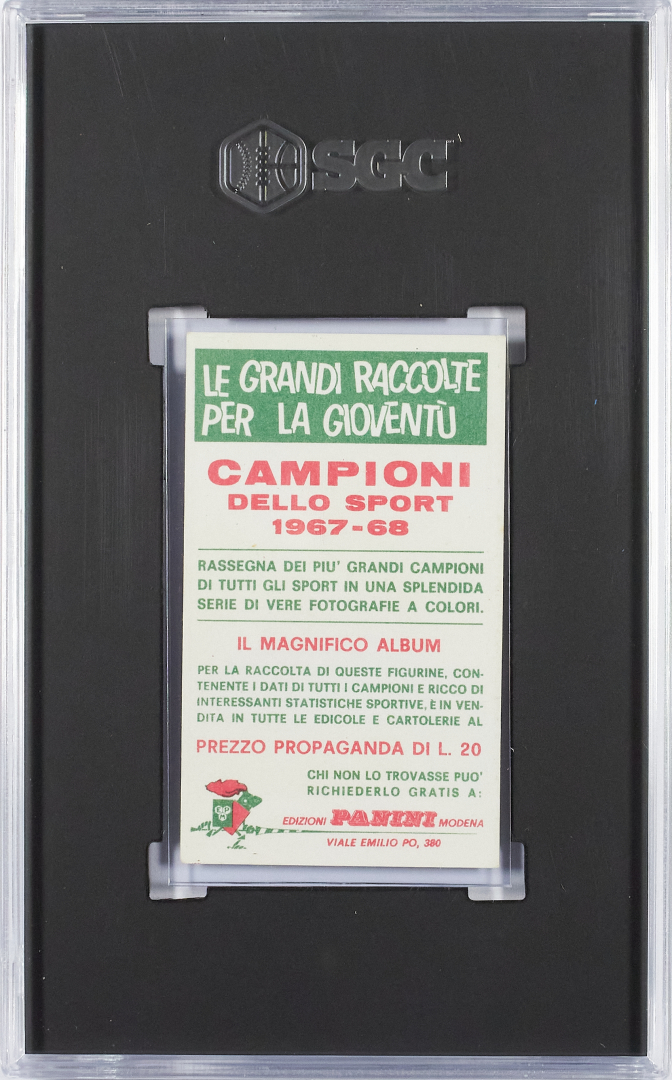 SGC
LE GRANDI RACCOLTE
PER LA GIOVENTÙ
CAMPIONI
DELLO SPORT
1967-68
RASSEGNA DEI PIU' GRANDI CAMPIONI
DI TUTTI GLI SPORT IN UNA SPLENDIDA
SERIE DI VERE FOTOGRAFIE A COLORI.
IL MAGNIFICO ALBUM
PER LA RACCOLTA DI QUESTE FIGURINE, CON-
TENENTE I DATI DI TUTTI I CAMPIONI E RICCO DI
INTERESSANTI STATISTICHE SPORTIVE, È IN VEN-
DITA IN TUTTE LE EDICOLE E CARTOLERIE AL
PREZZO PROPAGANDA DI L. 20
CHI NON LO TROVASSE PUO'
RICHIEDERLO GRATIS A:
EDIZIONI PANINI MODENA
VIALE EMILIO PO, 380